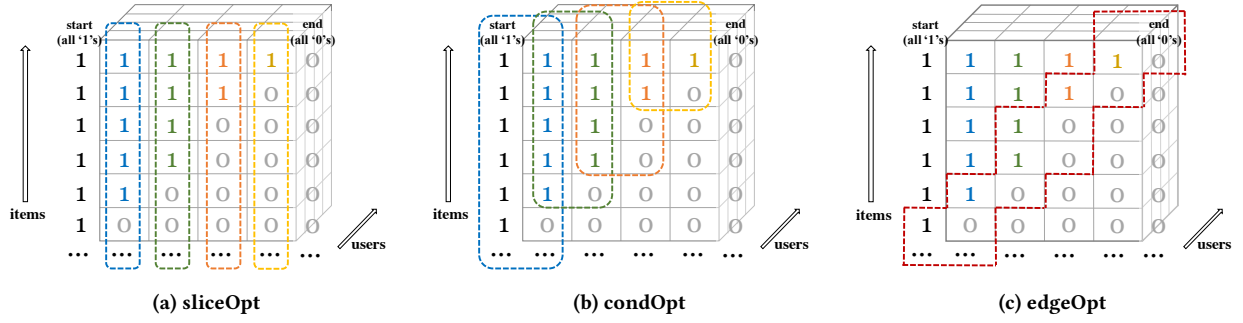 start
(all ‘1’s)
end
(all ‘0’s)
1 1 1 1 1 0
1 1 1 1 0 0
1 1 1 0 0 0
1 1 1 0 0 0
1 1 0 0 0 0
1 0 0 0 0 0
... ... ... ... ... ...
items
users
(a) sliceOpt
start
(all ‘1’s)
end
(all ‘0’s)
1 1 1 1 1 0
1 1 1 1 0 0
1 1 1 0 0 0
1 1 1 0 0 0
1 1 0 0 0 0
1 0 0 0 0 0
... ... ... ... ... ...
items
users
(b) condOpt
start
(all ‘1’s)
end
(all ‘0’s)
1 1 1 1 1 0
1 1 1 1 0 0
1 1 1 0 0 0
1 1 1 0 0 0
1 1 0 0 0 0
1 0 0 0 0 0
... ... ... ... ... ...
items
users
(c) edgeOpt